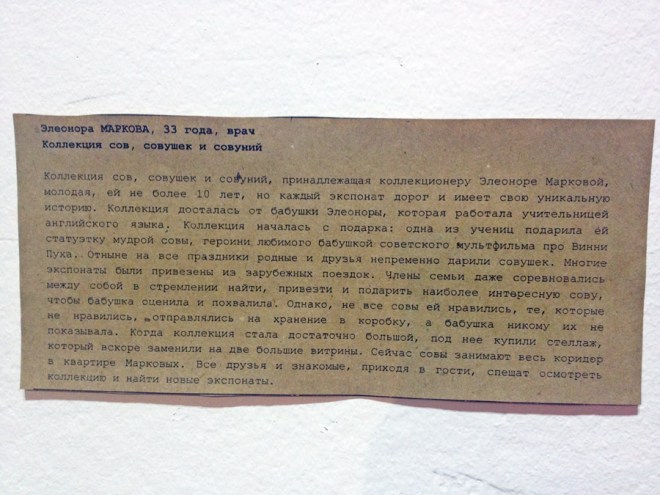 Элеонора МАРКОВА, 33 года, врач
Коллекция сов, совушек и совуний
Коллекция сов, совушек и совуний, принадлежащая коллекционеру Элеоноре Марковой,
молодая, ей не более 10 лет, но каждый экспонат дорог и имеет свою уникальную
историю. Коллекция досталась от бабушки Элеоноры, которая работала учительницей
английского языка. Коллекция началась с подарка: одна из учениц подарила ей
статуэтку мудрой совы, героини любимого бабушкой советского мультфильма про Винни
Пуха. Отныне на все праздники родные и друзья непременно дарили совушек. Многие
экспонаты были привезены из зарубежных поездок. Члены семьи даже соревновались
между собой в стремлении найти, привезти и подарить наиболее интересную сову,
чтобы бабушка оценила и похвалила. Однако, не все совы ей нравились, те, которые
не нравились, отправлялись на хранение в коробку, а бабушка никому их не
показывала. Когда коллекция стала достаточно большой, под нее купили стеллаж,
который вскоре заменили на две большие витрины. Сейчас совы занимают весь коридор
в квартире Марковых. Все друзья и знакомые, приходя в гости, спешат осмотреть
коллекцию и найти новые экспонаты.